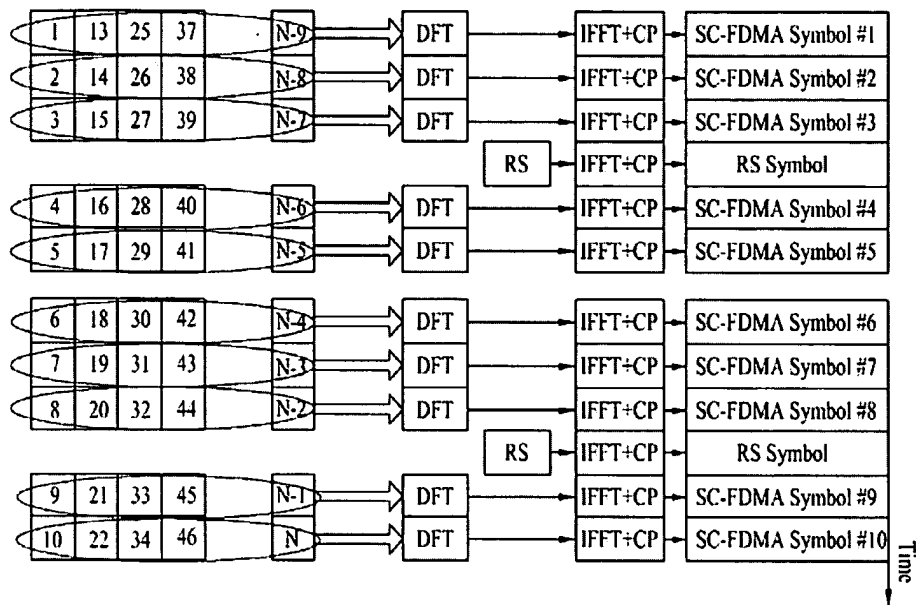 1 13 25 37 N-9 DFT IFFT+CP SC-FDMA Symbol #1
2 14 26 38 N-8 DFT IFFT+CP SC-FDMA Symbol #2
3 15 27 39 N-7 DFT IFFT+CP SC-FDMA Symbol #3
RS IFFT+CP RS Symbol
4 16 28 40 N-6 DFT IFFT+CP SC-FDMA Symbol #4
5 17 29 41 N-5 DFT IFFT+CP SC-FDMA Symbol #5
6 18 30 42 N-4 DFT IFFT+CP SC-FDMA Symbol #6
7 19 31 43 N-3 DFT IFFT+CP SC-FDMA Symbol #7
8 20 32 44 N-2 DFT IFFT+CP SC-FDMA Symbol #8
RS IFFT+CP RS Symbol
9 21 33 45 N-1 DFT IFFT+CP SC-FDMA Symbol #9
10 22 34 46 N DFT IFFT+CP SC-FDMA Symbol #10
Time